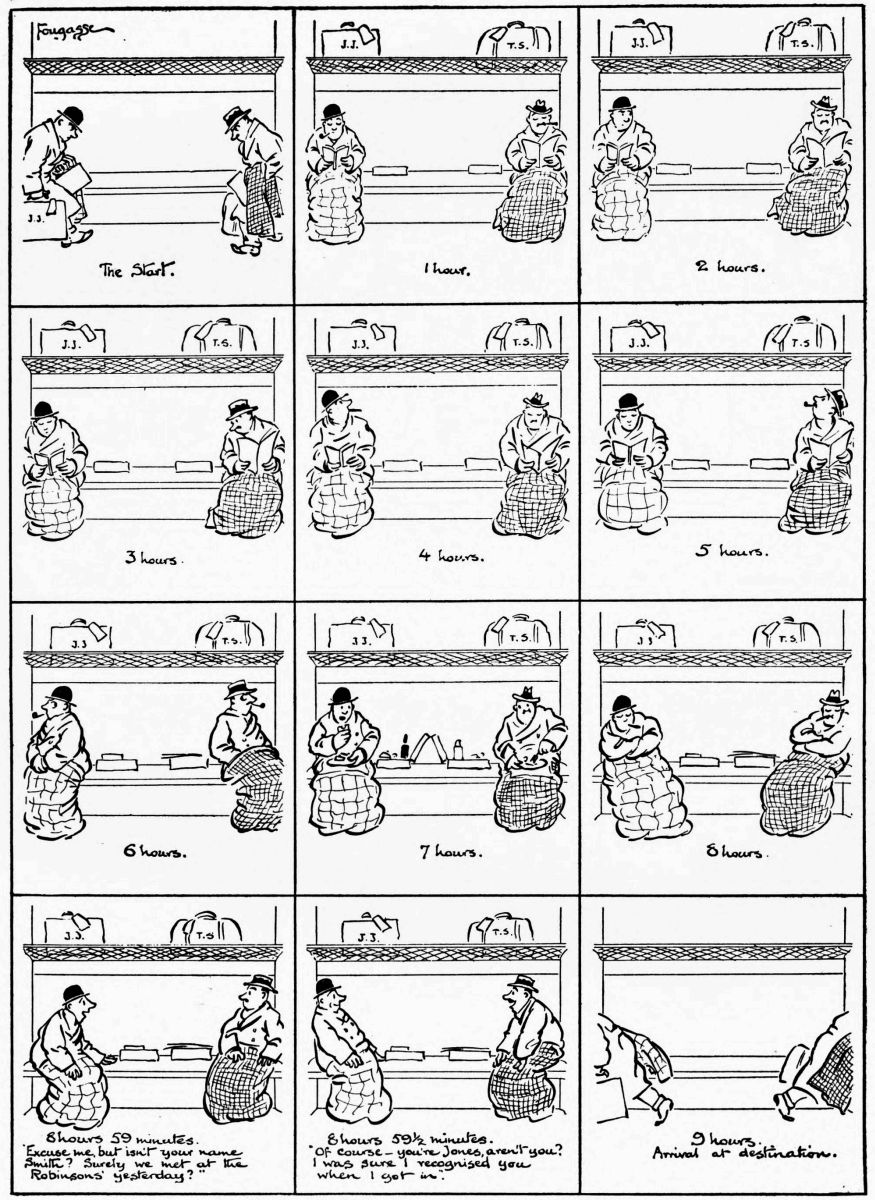 Fougasse
The Start.
J.J.
J.J.
T.S.
1 hour.
J.J.
T.S.
2 hours.
J.J.
T.S.
3 hours.
J.J.
T.S.
4 hours.
J.J.
T.S
5 hours.
J.J
T.S.
6 hours.
J.J.
T.S.
7 hours.
J J
T.S.
8 hours.
J.J.
T.S
8 hours 59 minutes.
"Excuse me, but isn't your name
Smith? Surely we met at the
Robinsons' yesterday?"
J.J.
T.S.
8 hours 59½ minutes.
"Of course – you're Jones, aren't you?
I was sure I recognised you
when I got in".
9 hours.
Arrival at destination.